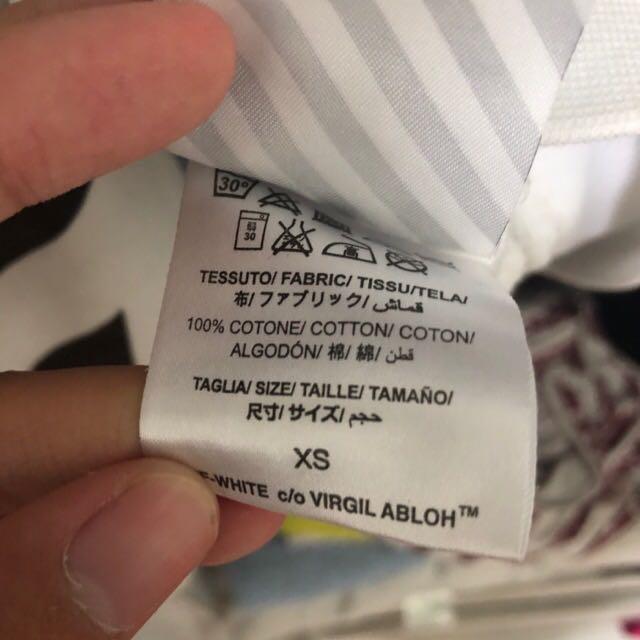 30°
30
TESSUTO/ FABRIC/ TISSU/TELA/
布/ファブリック/ قماش/
100% COTONE/ COTTON/ COTON/
ALGODÓN/ 棉/ 綿/ قطن/
TAGLIA/ SIZE/ TAILLE/ TAMAÑO/
尺寸/サイズ/ حجم/
XS
-WHITE c/o VIRGIL ABLOH™